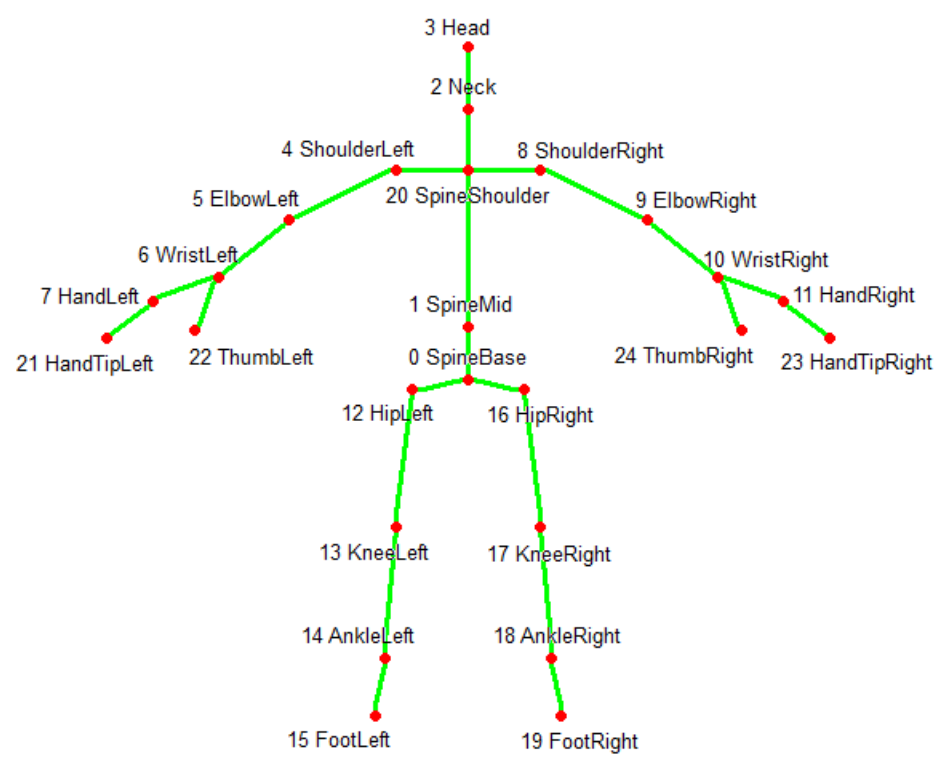 3 Head
2 Neck
4 ShoulderLeft
8 ShoulderRight
20 SpineShoulder
5 ElbowLeft
9 ElbowRight
6 WristLeft
10 WristRight
7 HandLeft
1 SpineMid
11 HandRight
21 HandTipLeft
22 ThumbLeft
0 SpineBase
24 ThumbRight
23 HandTipRight
12 HipLeft
16 HipRight
13 KneeLeft
17 KneeRight
14 AnkleLeft
18 AnkleRight
15 FootLeft
19 FootRight